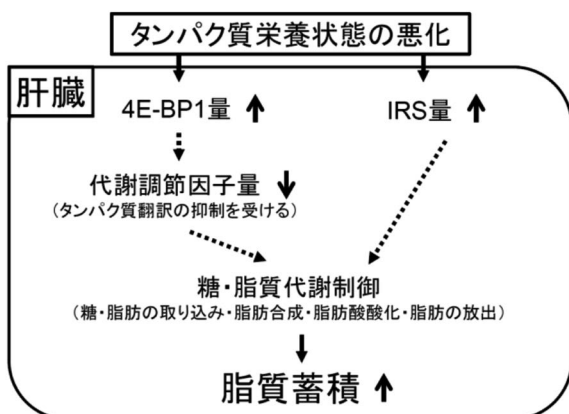 タンパク質栄養状態の悪化
肝臓
4E-BP1量 ↑ IRS量 ↑
代謝調節因子量 ↓
(タンパク質翻訳の抑制を受ける)
糖・脂質代謝制御
(糖・脂肪の取り込み・脂肪合成・脂肪酸酸化・脂肪の放出)
脂質蓄積 ↑